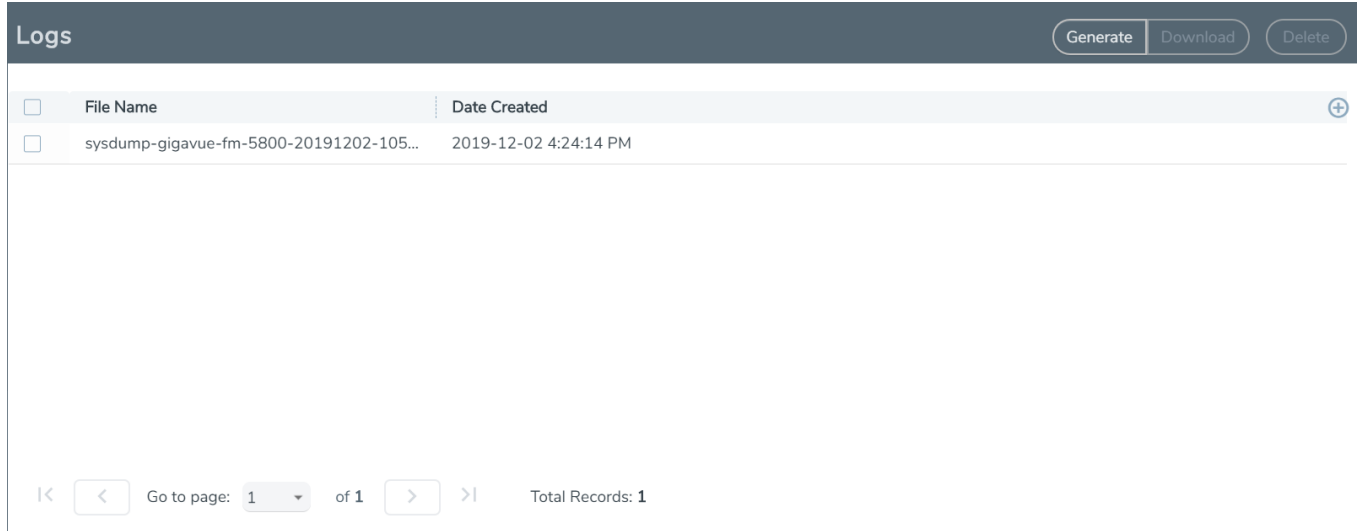 Logs Generate Download Delete
File Name Date Created
sysdump-gigavue-fm-5800-20191202-105... 2019-12-02 4:24:14 PM
Go to page: 1 of 1 Total Records: 1